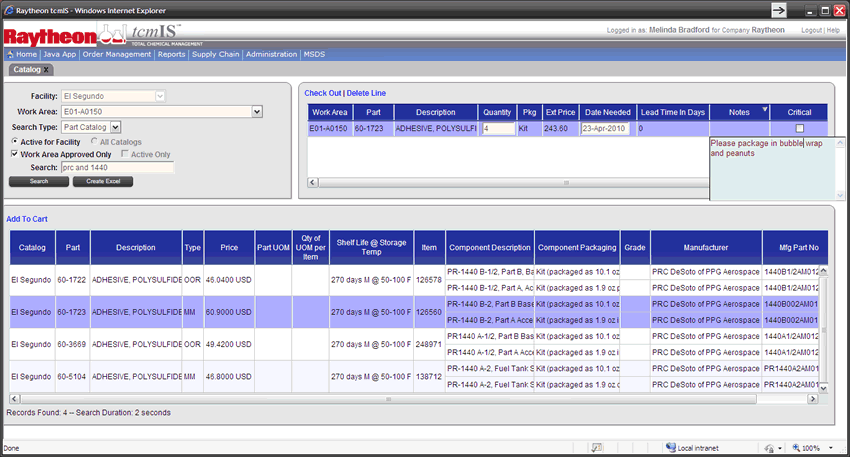 Raytheon tcmIS - Windows Internet Explorer
Raytheon tcmIS™
TOTAL CHEMICAL MANAGEMENT
Logged in as: Melinda Bradford for Company Raytheon Logout | Help
Home | Java App | Order Management | Reports | Supply Chain | Administration | MSDS
Catalog X
Facility: El Segundo
Work Area: E01-A0150
Search Type: Part Catalog
Active for Facility All Catalogs
Work Area Approved Only Active Only
Search: prc and 1440
Search Create Excel
Check Out | Delete Line
Work Area Part Description Quantity Pkg Ext Price Date Needed Lead Time In Days Notes Critical
E01-A0150 60-1723 ADHESIVE, POLYSULFI 4 Kit 243.60 23-Apr-2010 0
Please package in bubble wrap
and peanuts
Add To Cart
Catalog Part Description Type Price Part UOM Qty of UOM per Item Shelf Life @ Storage Temp Item Component Description Component Packaging Grade Manufacturer Mfg Part No
El Segundo 60-1722 ADHESIVE, POLYSULFIDE OOR 46.0400 USD 270 days M @ 50-100 F 126578
PR-1440 B-1/2, Part B, Ba Kit (packaged as 10.1 oz PRC DeSoto of PPG Aerospace 1440B1/2AM012
PR-1440 B-1/2, Part A, Ac Kit (packaged as 1.9 oz p PRC DeSoto of PPG Aerospace 1440B1/2AM012
El Segundo 60-1723 ADHESIVE, POLYSULFIDE MM 60.9000 USD 270 days M @ 50-100 F 126560
PR-1440 B-2, Part B Base Kit (packaged as 10.1 oz PRC DeSoto of PPG Aerospace 1440B002AM01
PR-1440 B-2, Part A Acce Kit (packaged as 1.9 oz i PRC DeSoto of PPG Aerospace 1440B002AM01
El Segundo 60-3669 ADHESIVE, POLYSULFIDE OOR 49.4200 USD 270 days M @ 50-100 F 248971
PR1440 A-1/2, Part B Bas Kit (packaged as 10.1 oz PRC DeSoto of PPG Aerospace 1440A1/2AM012
PR1440 A-1/2, Part A Acce Kit (packaged as 1.9 oz i PRC DeSoto of PPG Aerospace 1440A1/2AM012
El Segundo 60-5104 ADHESIVE, POLYSULFIDE MM 46.8000 USD 270 days M @ 50-100 F 138712
PR-1440 A-2, Fuel Tank S Kit (packaged as 10.1 oz PRC DeSoto of PPG Aerospace PR1440A2AM01
PR-1440 A-2, Fuel Tank S Kit (packaged as 1.9 oz PRC DeSoto of PPG Aerospace PR1440A2AM01
Records Found: 4 -- Search Duration: 2 seconds
Done Local intranet 100%